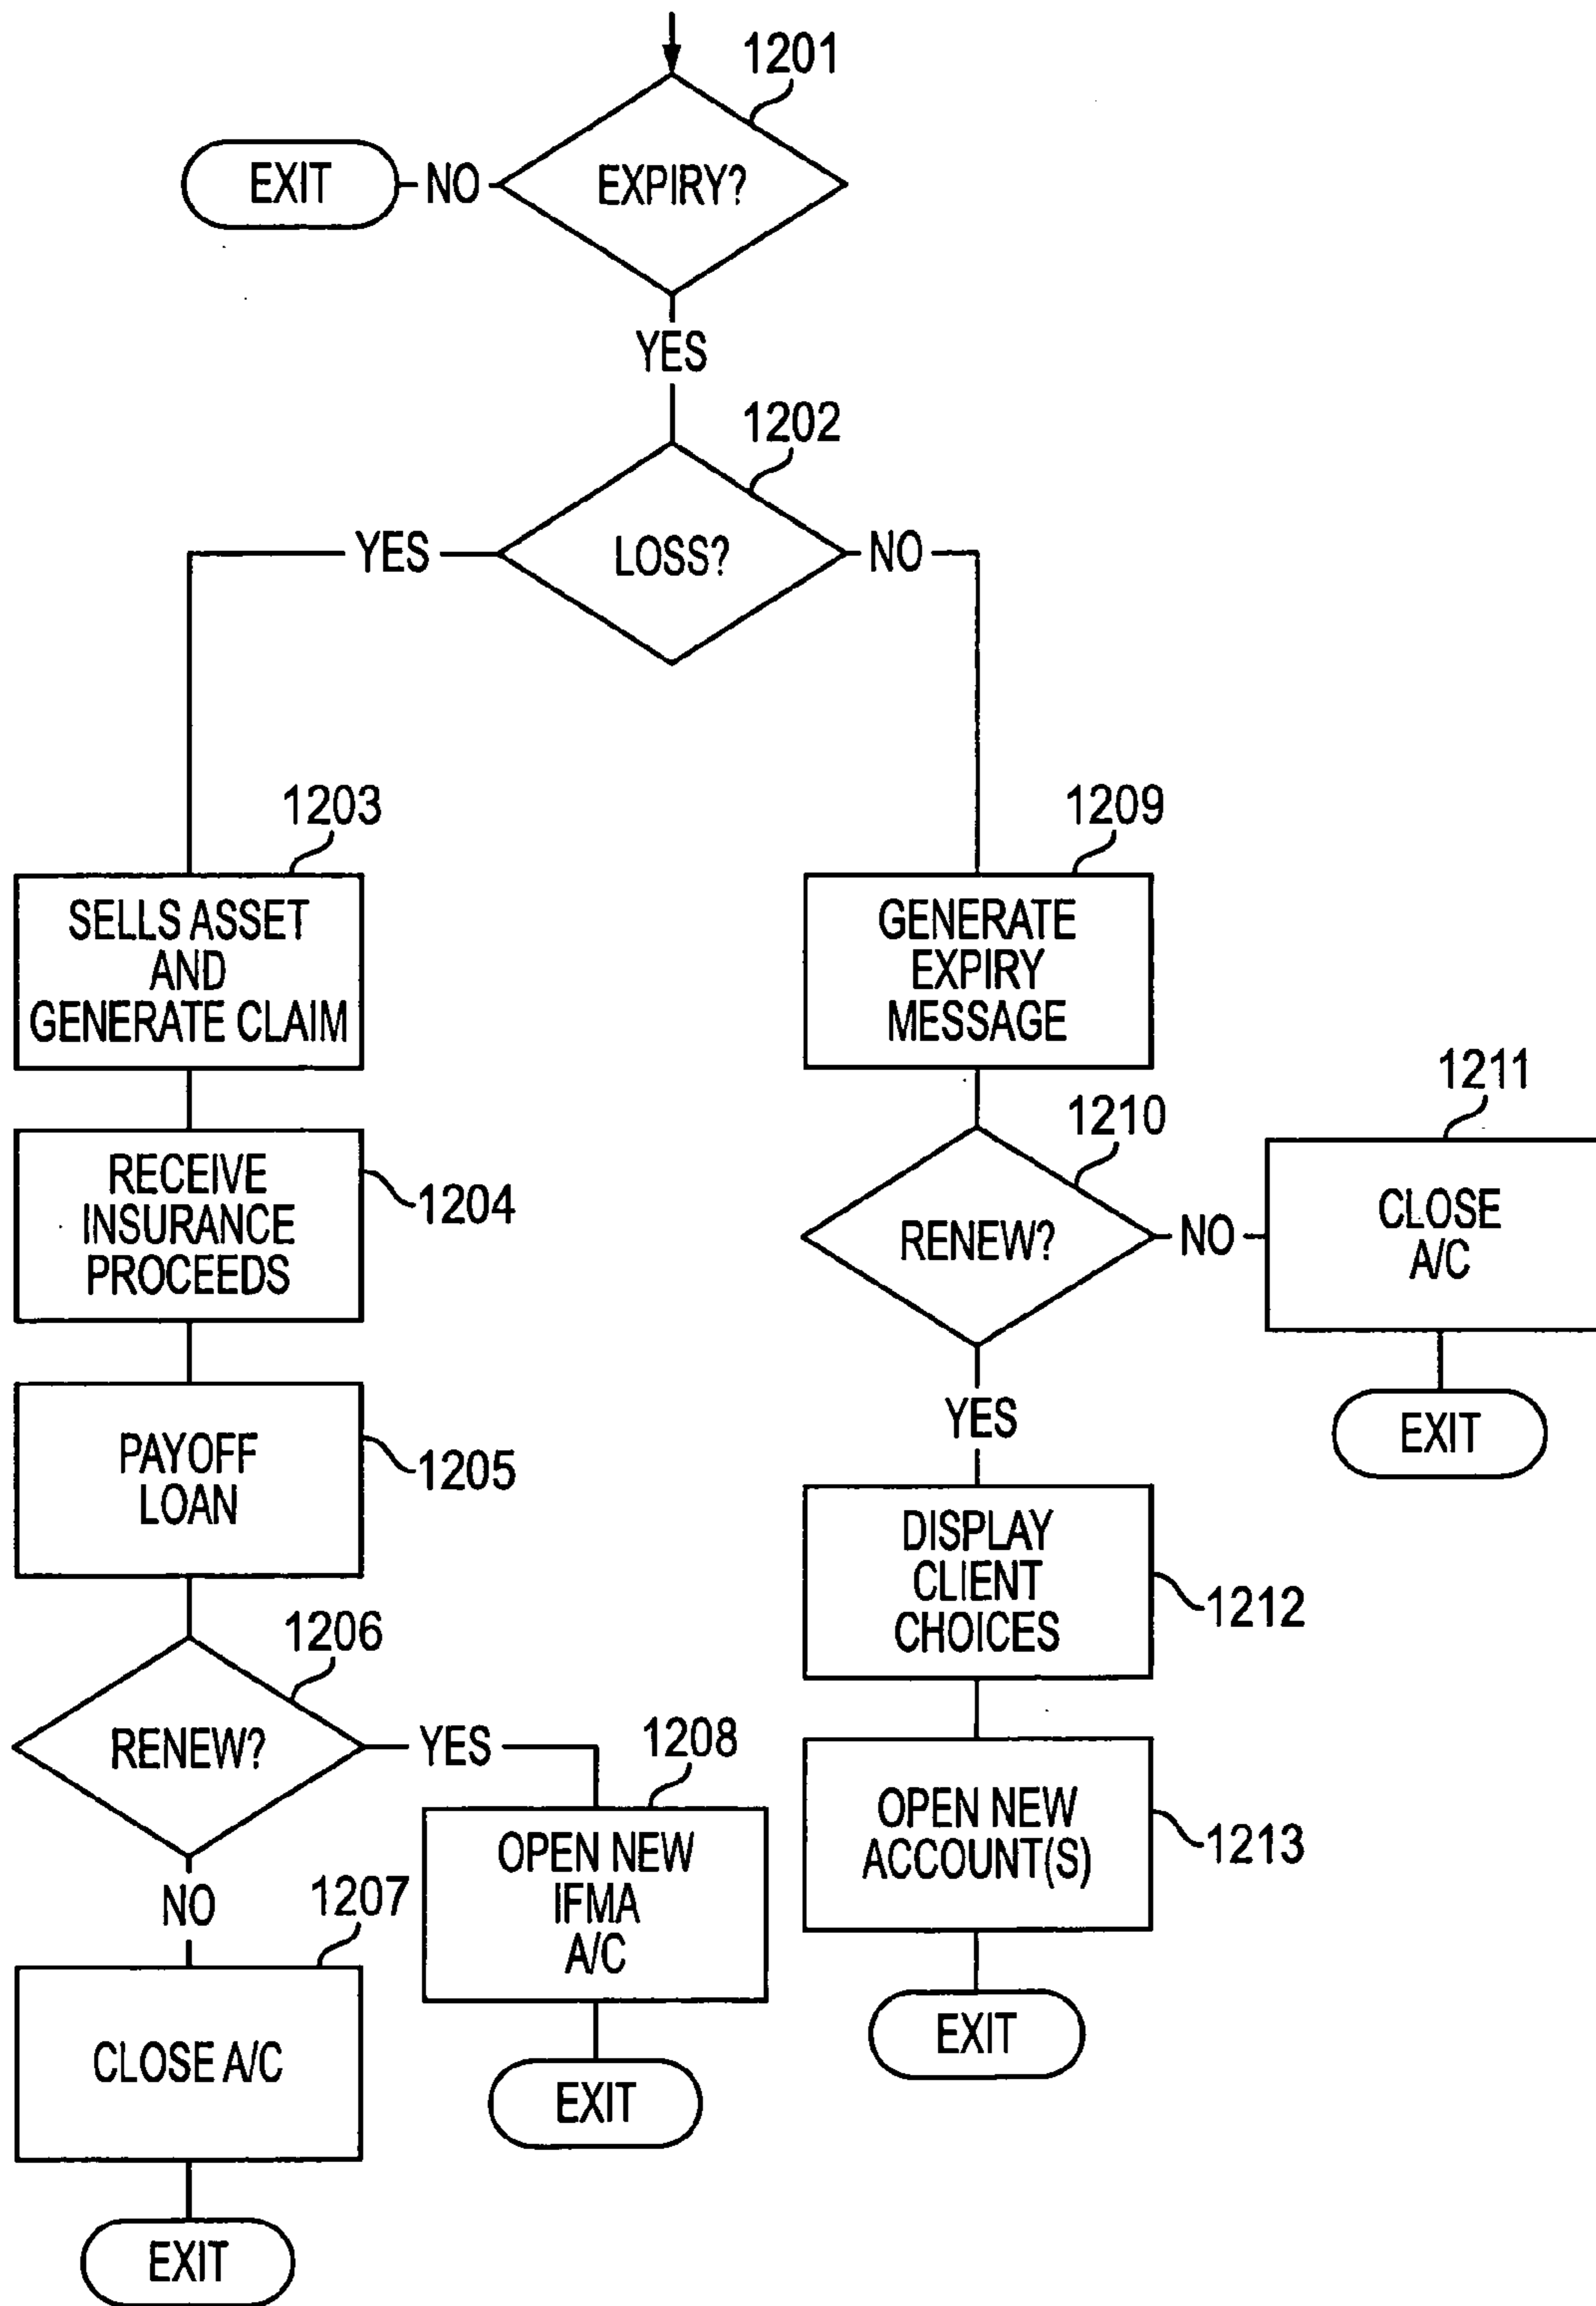 1201
EXPIRY?
NO
EXIT
YES
1202
LOSS?
YES
NO
1203
SELLS ASSET
AND
GENERATE CLAIM
RECEIVE
INSURANCE
PROCEEDS
1204
PAYOFF
LOAN
1205
1206
RENEW?
YES
1208
OPEN NEW
IFMA
A/C
EXIT
NO
1207
CLOSE A/C
EXIT
1209
GENERATE
EXPIRY
MESSAGE
1210
RENEW?
NO
1211
CLOSE
A/C
EXIT
YES
DISPLAY
CLIENT
CHOICES
1212
OPEN NEW
ACCOUNT(S)
1213
EXIT